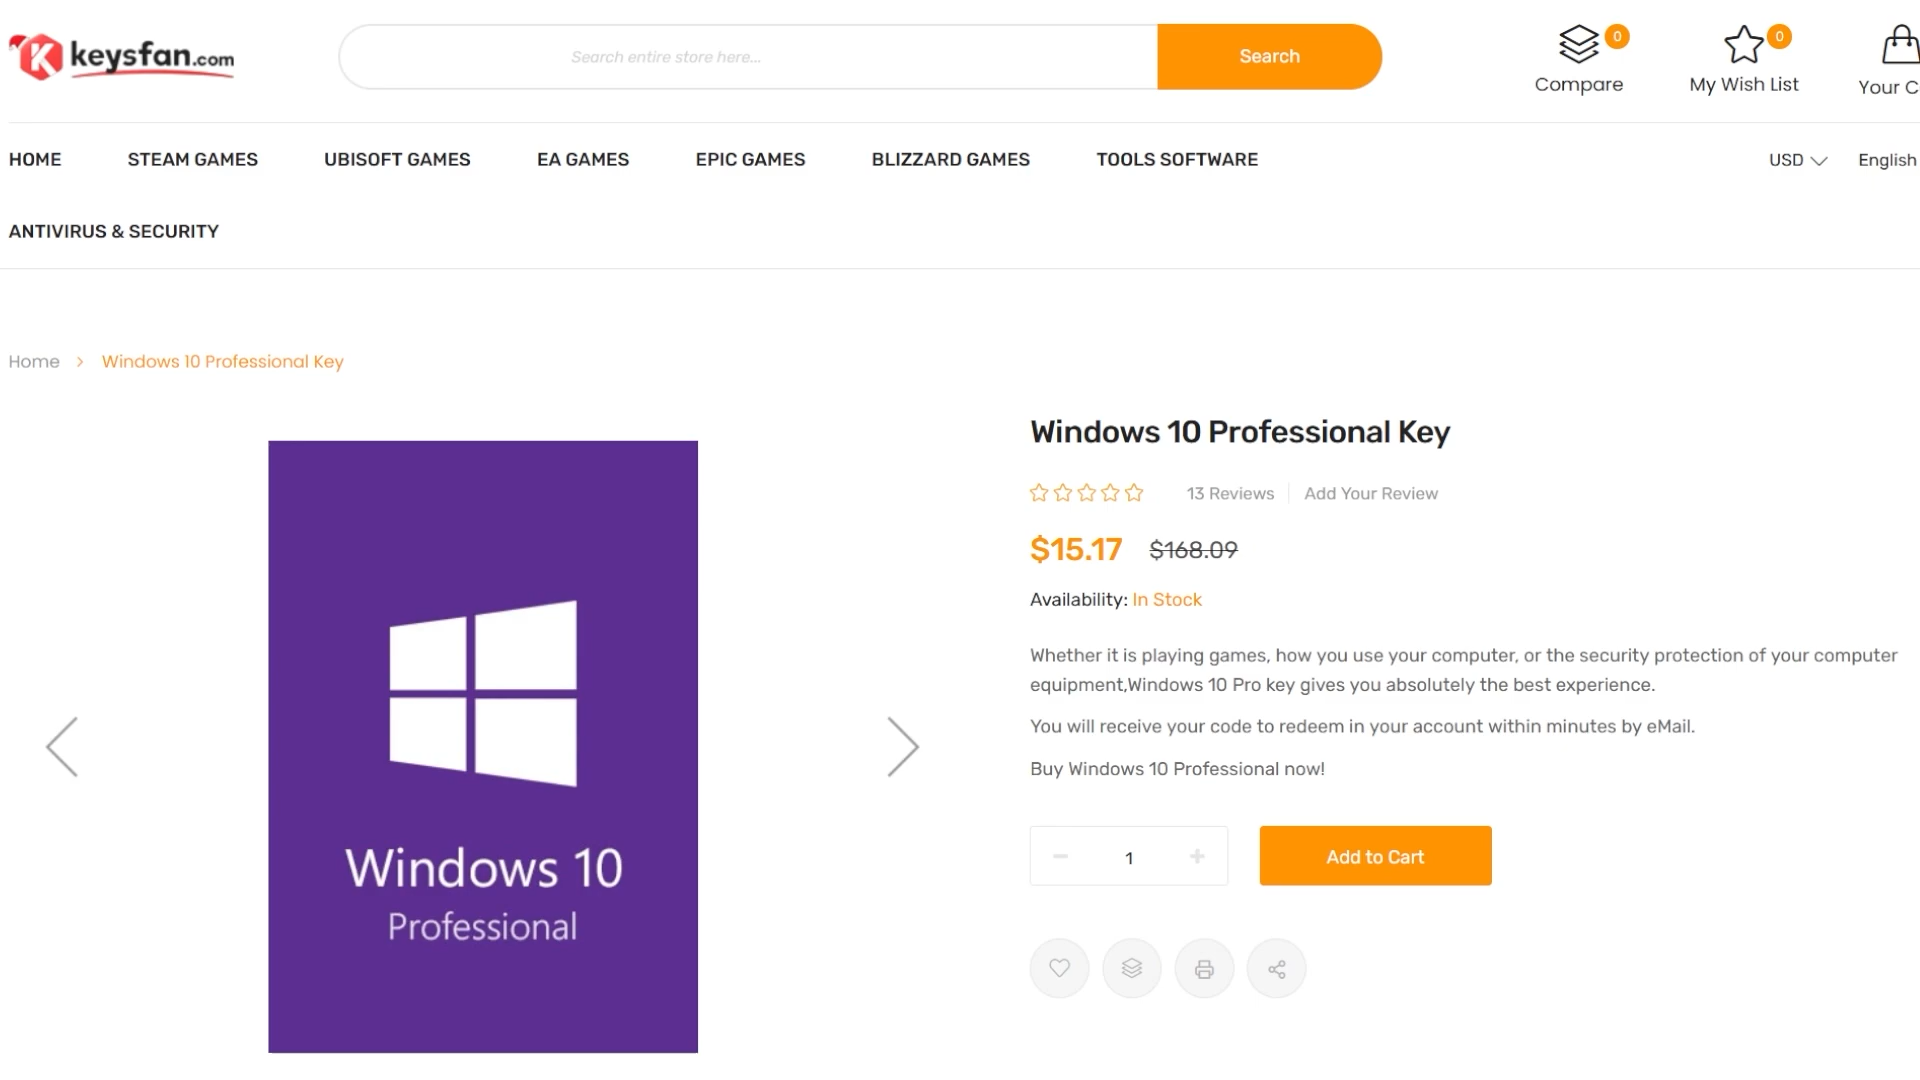 keysfan.com
Search entire store here...
Search
0
Compare
0
My Wish List
Your C
HOME
STEAM GAMES
UBISOFT GAMES
EA GAMES
EPIC GAMES
BLIZZARD GAMES
TOOLS SOFTWARE
USD
English
ANTIVIRUS & SECURITY
Home
Windows 10 Professional Key
Windows 10
Professional
Windows 10 Professional Key
13 Reviews
Add Your Review
$15.17
$168.09
Availability: In Stock
Whether it is playing games, how you use your computer, or the security protection of your computer
equipment,Windows 10 Pro key gives you absolutely the best experience.
You will receive your code to redeem in your account within minutes by eMail.
Buy Windows 10 Professional now!
1
Add to Cart